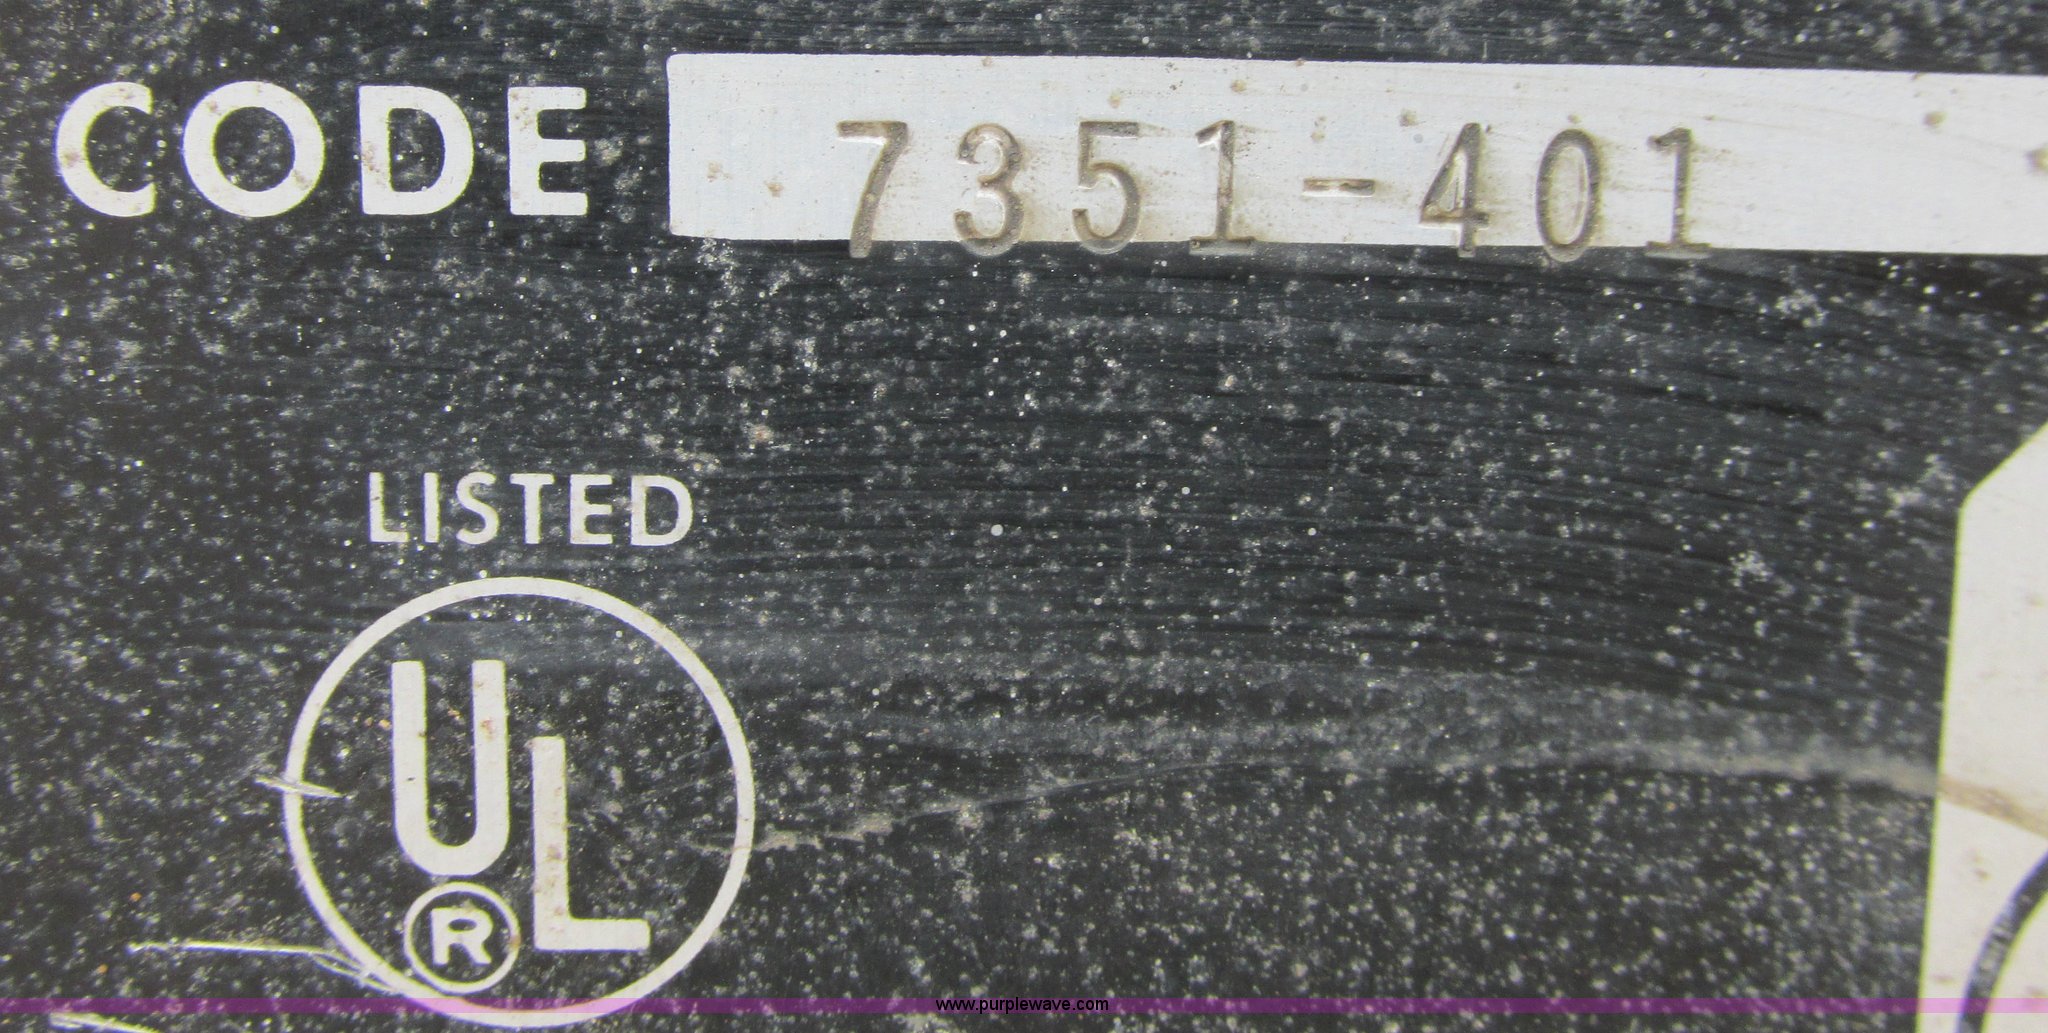 CODE 7351-401
LISTED
UL
®
www.purplewave.com